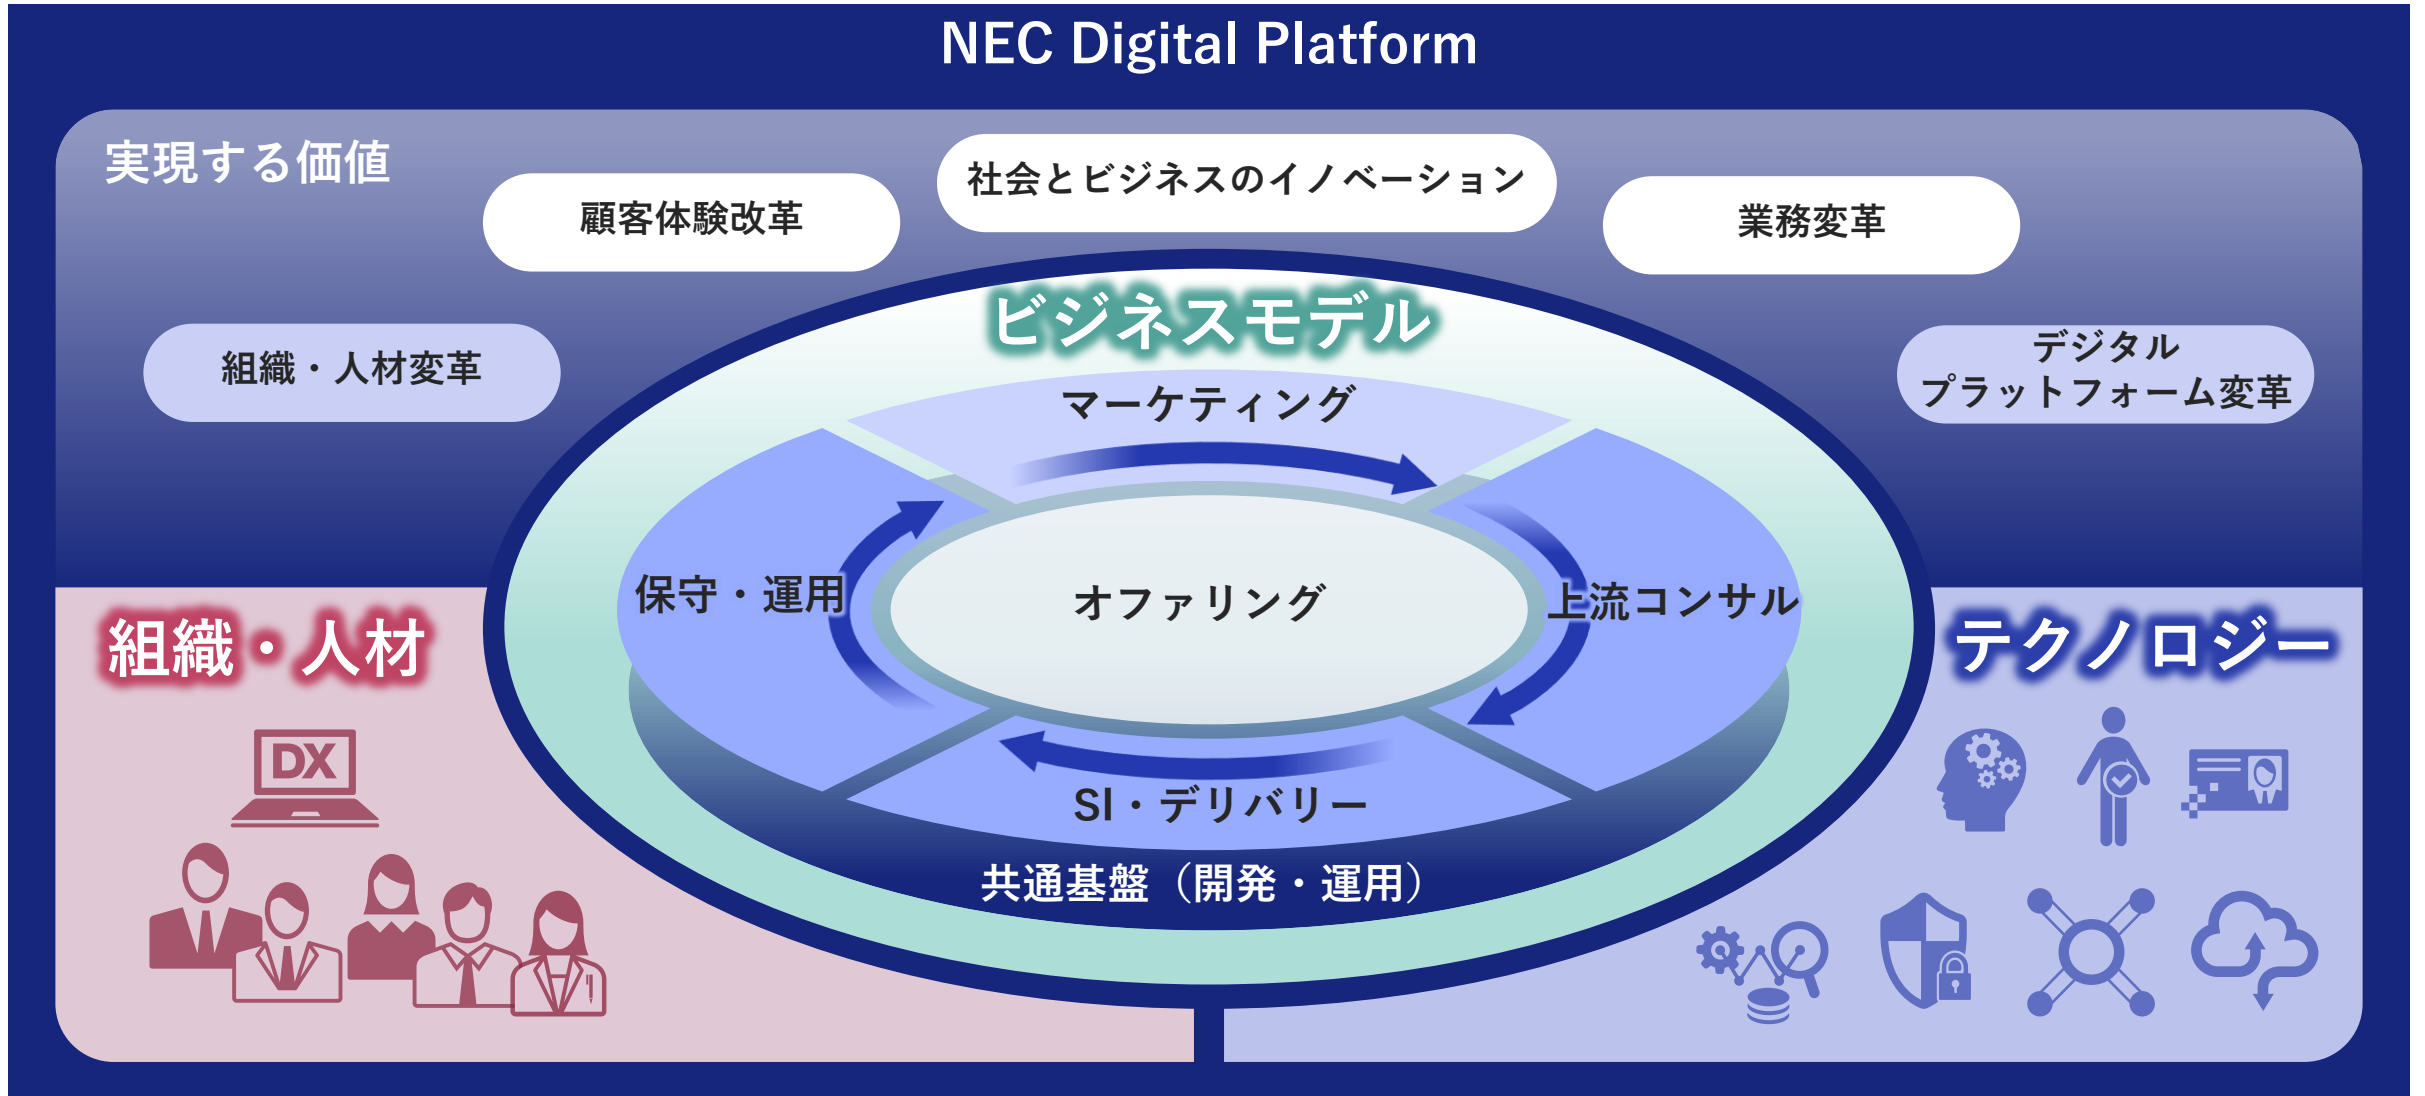 NEC Digital Platform
実現する価値
社会とビジネスのイノベーション
顧客体験改革
業務変革
組織・人材変革
デジタル
プラットフォーム変革
ビジネスモデル
マーケティング
保守・運用
オファリング
上流コンサル
SI・デリバリー
共通基盤（開発・運用）
組織・人材
DX
テクノロジー